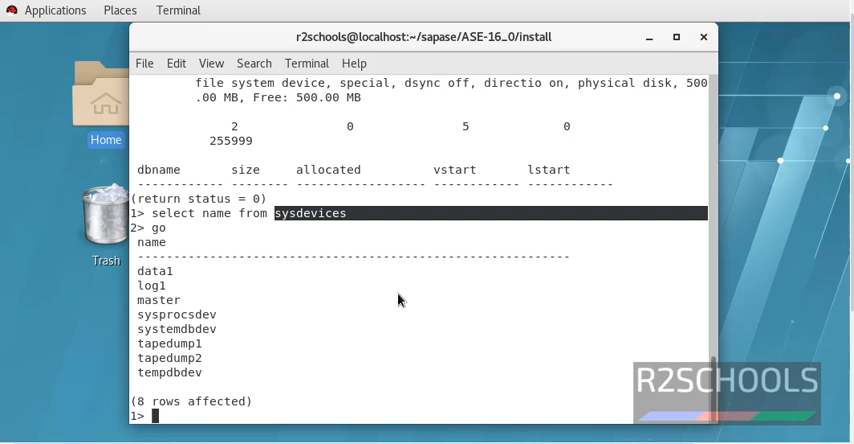 Applications Places Terminal
r2schools@localhost:~/sapase/ASE-16_0/install
File Edit View Search Terminal Help
file system device, special, dsync off, directio on, physical disk, 500
.00 MB, Free: 500.00 MB
2 0 5 0
255999
dbname size allocated vstart lstart
------------ -------- ------------------ ------------ ------------
(return status = 0)
1> select name from sysdevices
2> go
name
------------------------------------------------------------
data1
log1
master
sysprocsdev
systemdbdev
tapedump1
tapedump2
tempdbdev
(8 rows affected)
1>
Home
Trash
R2SCHOOLS